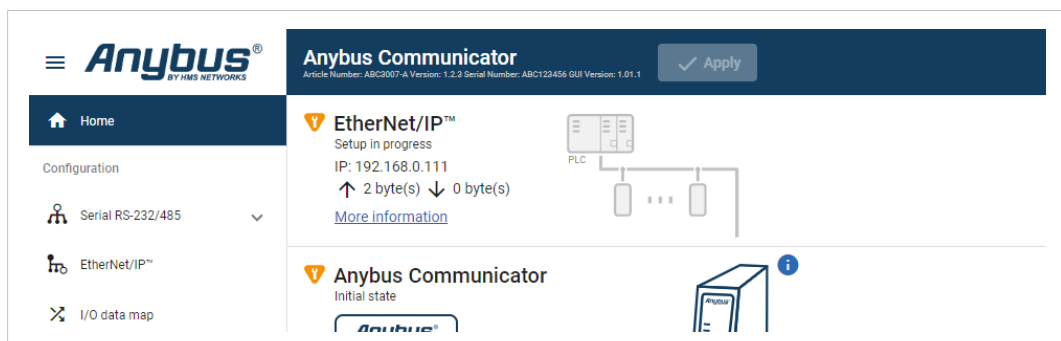 Anybus®
BY HMS NETWORKS
Anybus Communicator
Article Number: ABC3007-A Version: 1.2.3 Serial Number: ABC123456 GUI Version: 1.01.1
Apply
Home
Configuration
Serial RS-232/485
EtherNet/IP™
I/O data map
EtherNet/IP™
Setup in progress
IP: 192.168.0.111
2 byte(s) 0 byte(s)
More information
PLC
Anybus Communicator
Initial state
Anybus®
Anybus®